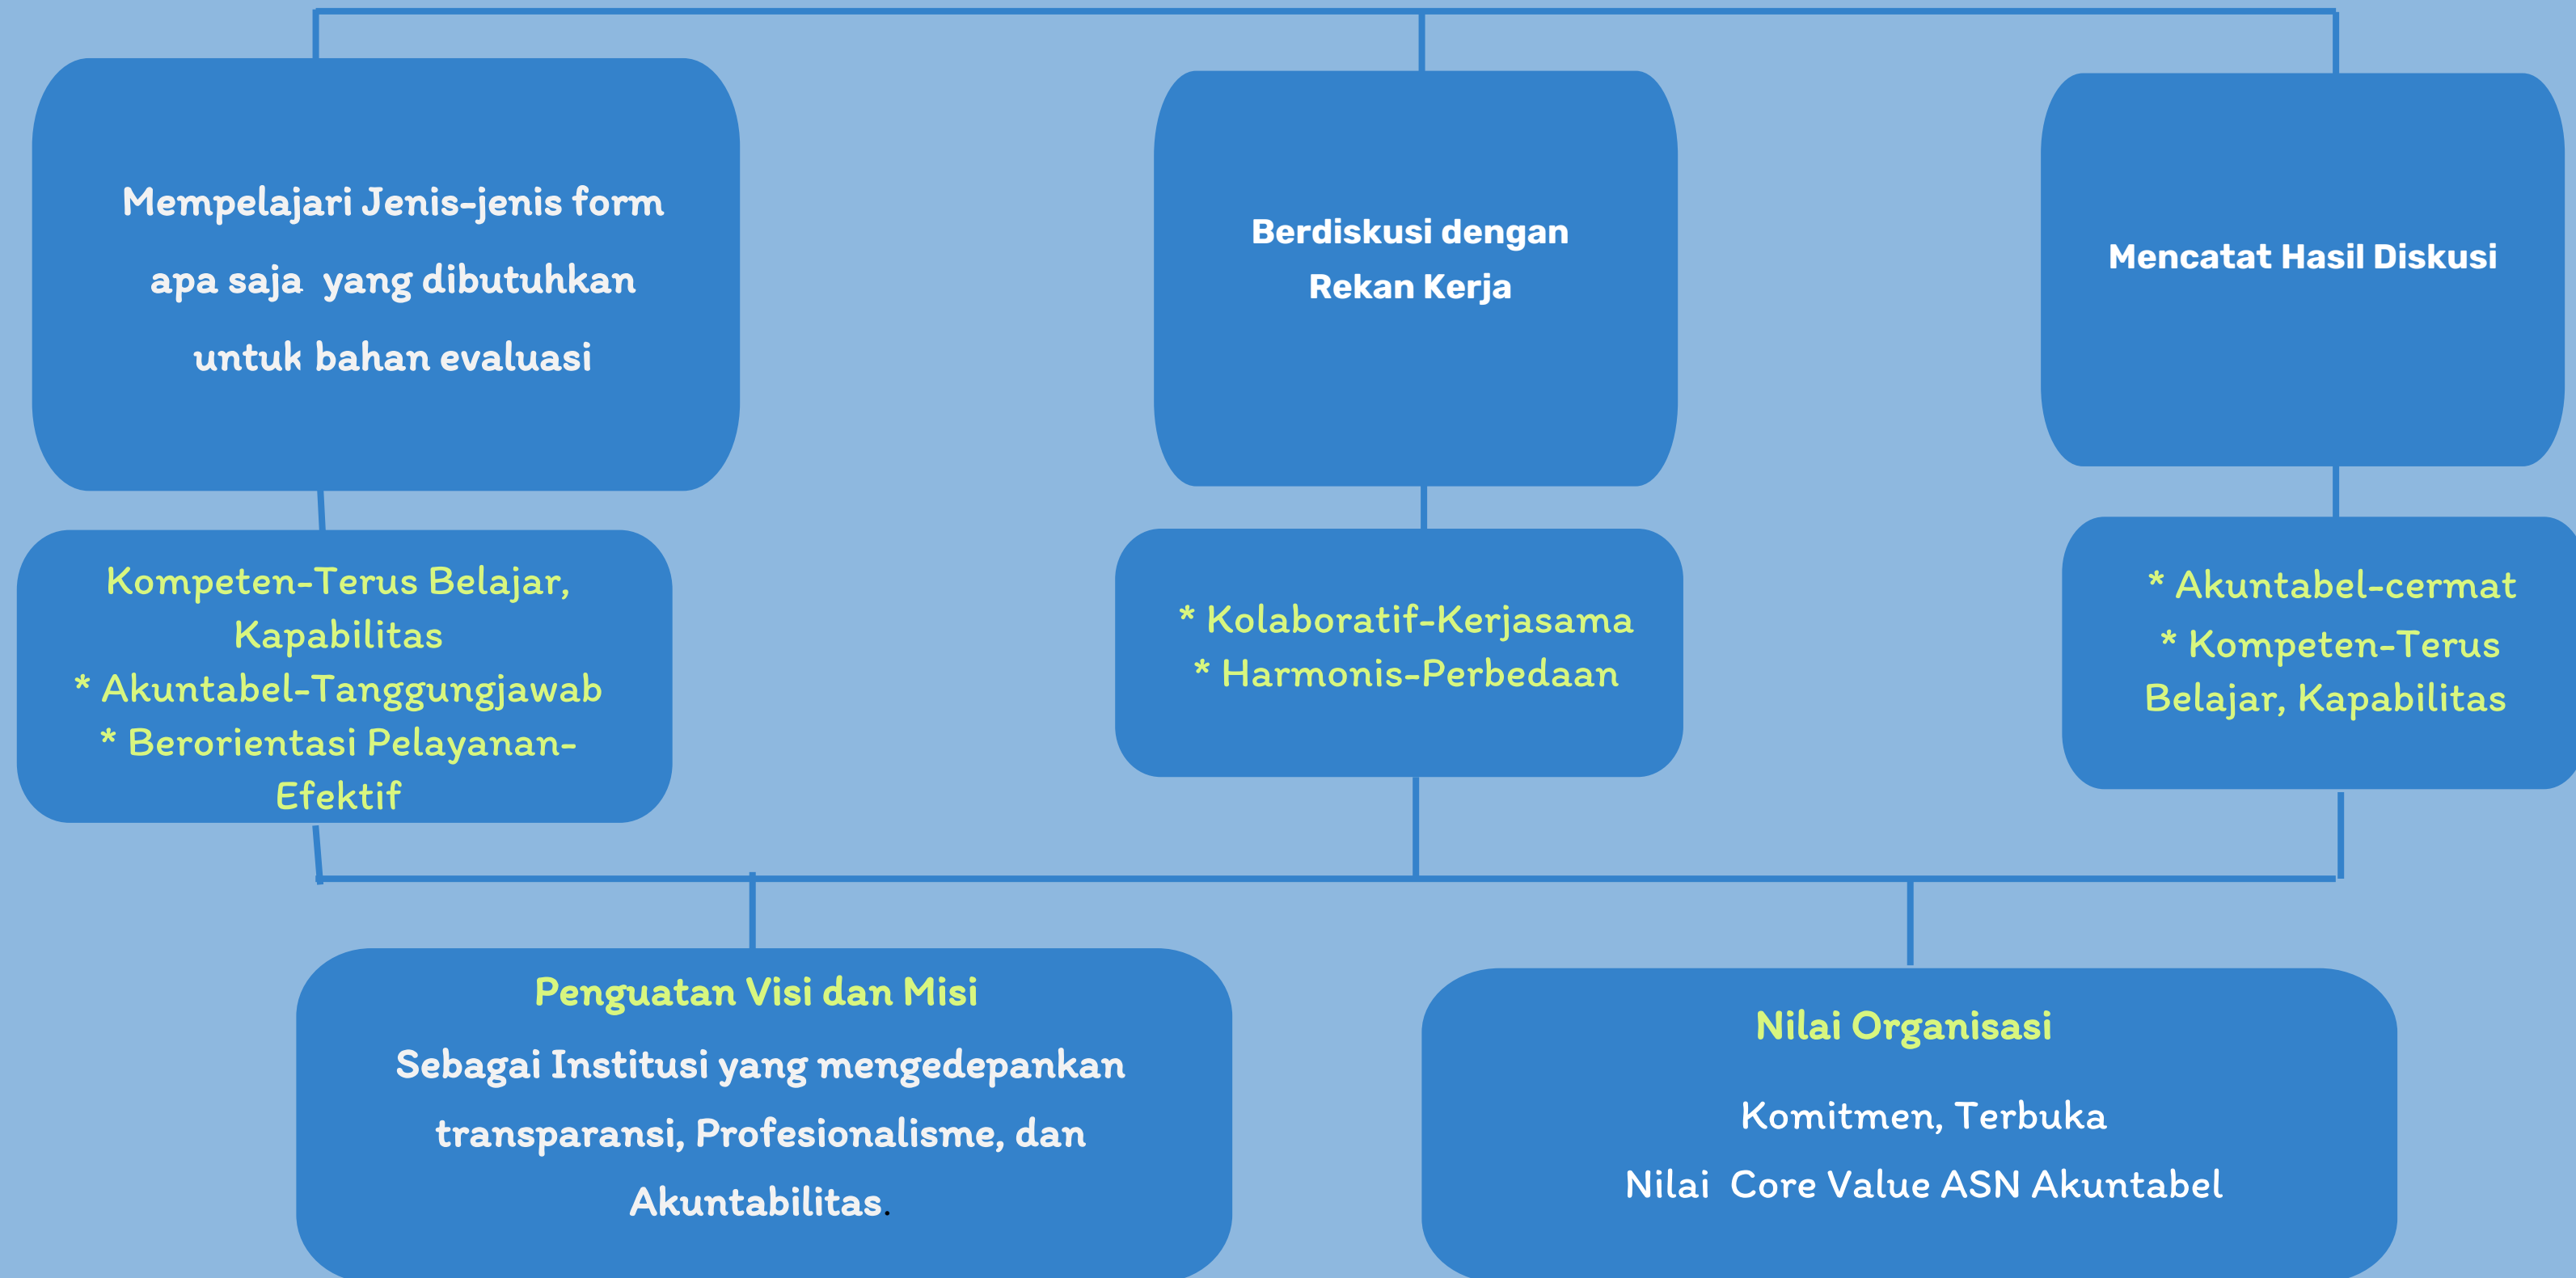 Mempelajari Jenis-jenis form
apa saja yang dibutuhkan
untuk bahan evaluasi
Berdiskusi dengan
Rekan Kerja
Mencatat Hasil Diskusi
Kompeten-Terus Belajar,
Kapabilitas
* Akuntabel-Tanggungjawab
* Berorientasi Pelayanan-
Efektif
* Kolaboratif-Kerjasama
* Harmonis-Perbedaan
* Akuntabel-cermat
* Kompeten-Terus
Belajar, Kapabilitas
Penguatan Visi dan Misi
Sebagai Institusi yang mengedepankan
transparansi, Profesionalisme, dan
Akuntabilitas.
Nilai Organisasi
Komitmen, Terbuka
Nilai Core Value ASN Akuntabel